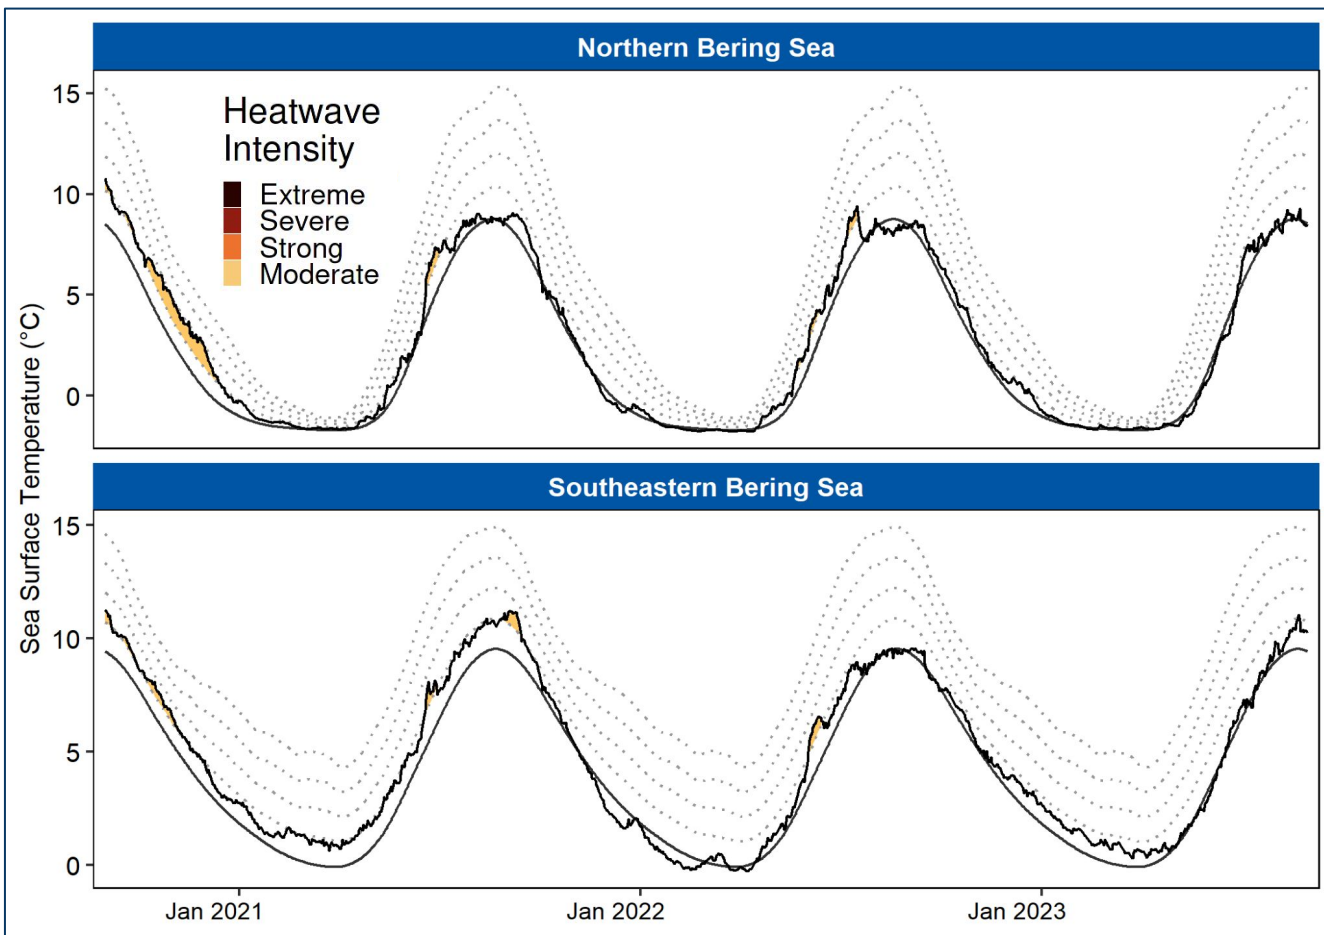 Northern Bering Sea
15
10
5
0
Heatwave
Intensity
Extreme
Severe
Strong
Moderate
Sea Surface Temperature (°C)
Southeastern Bering Sea
15
10
5
0
Jan 2021
Jan 2022
Jan 2023